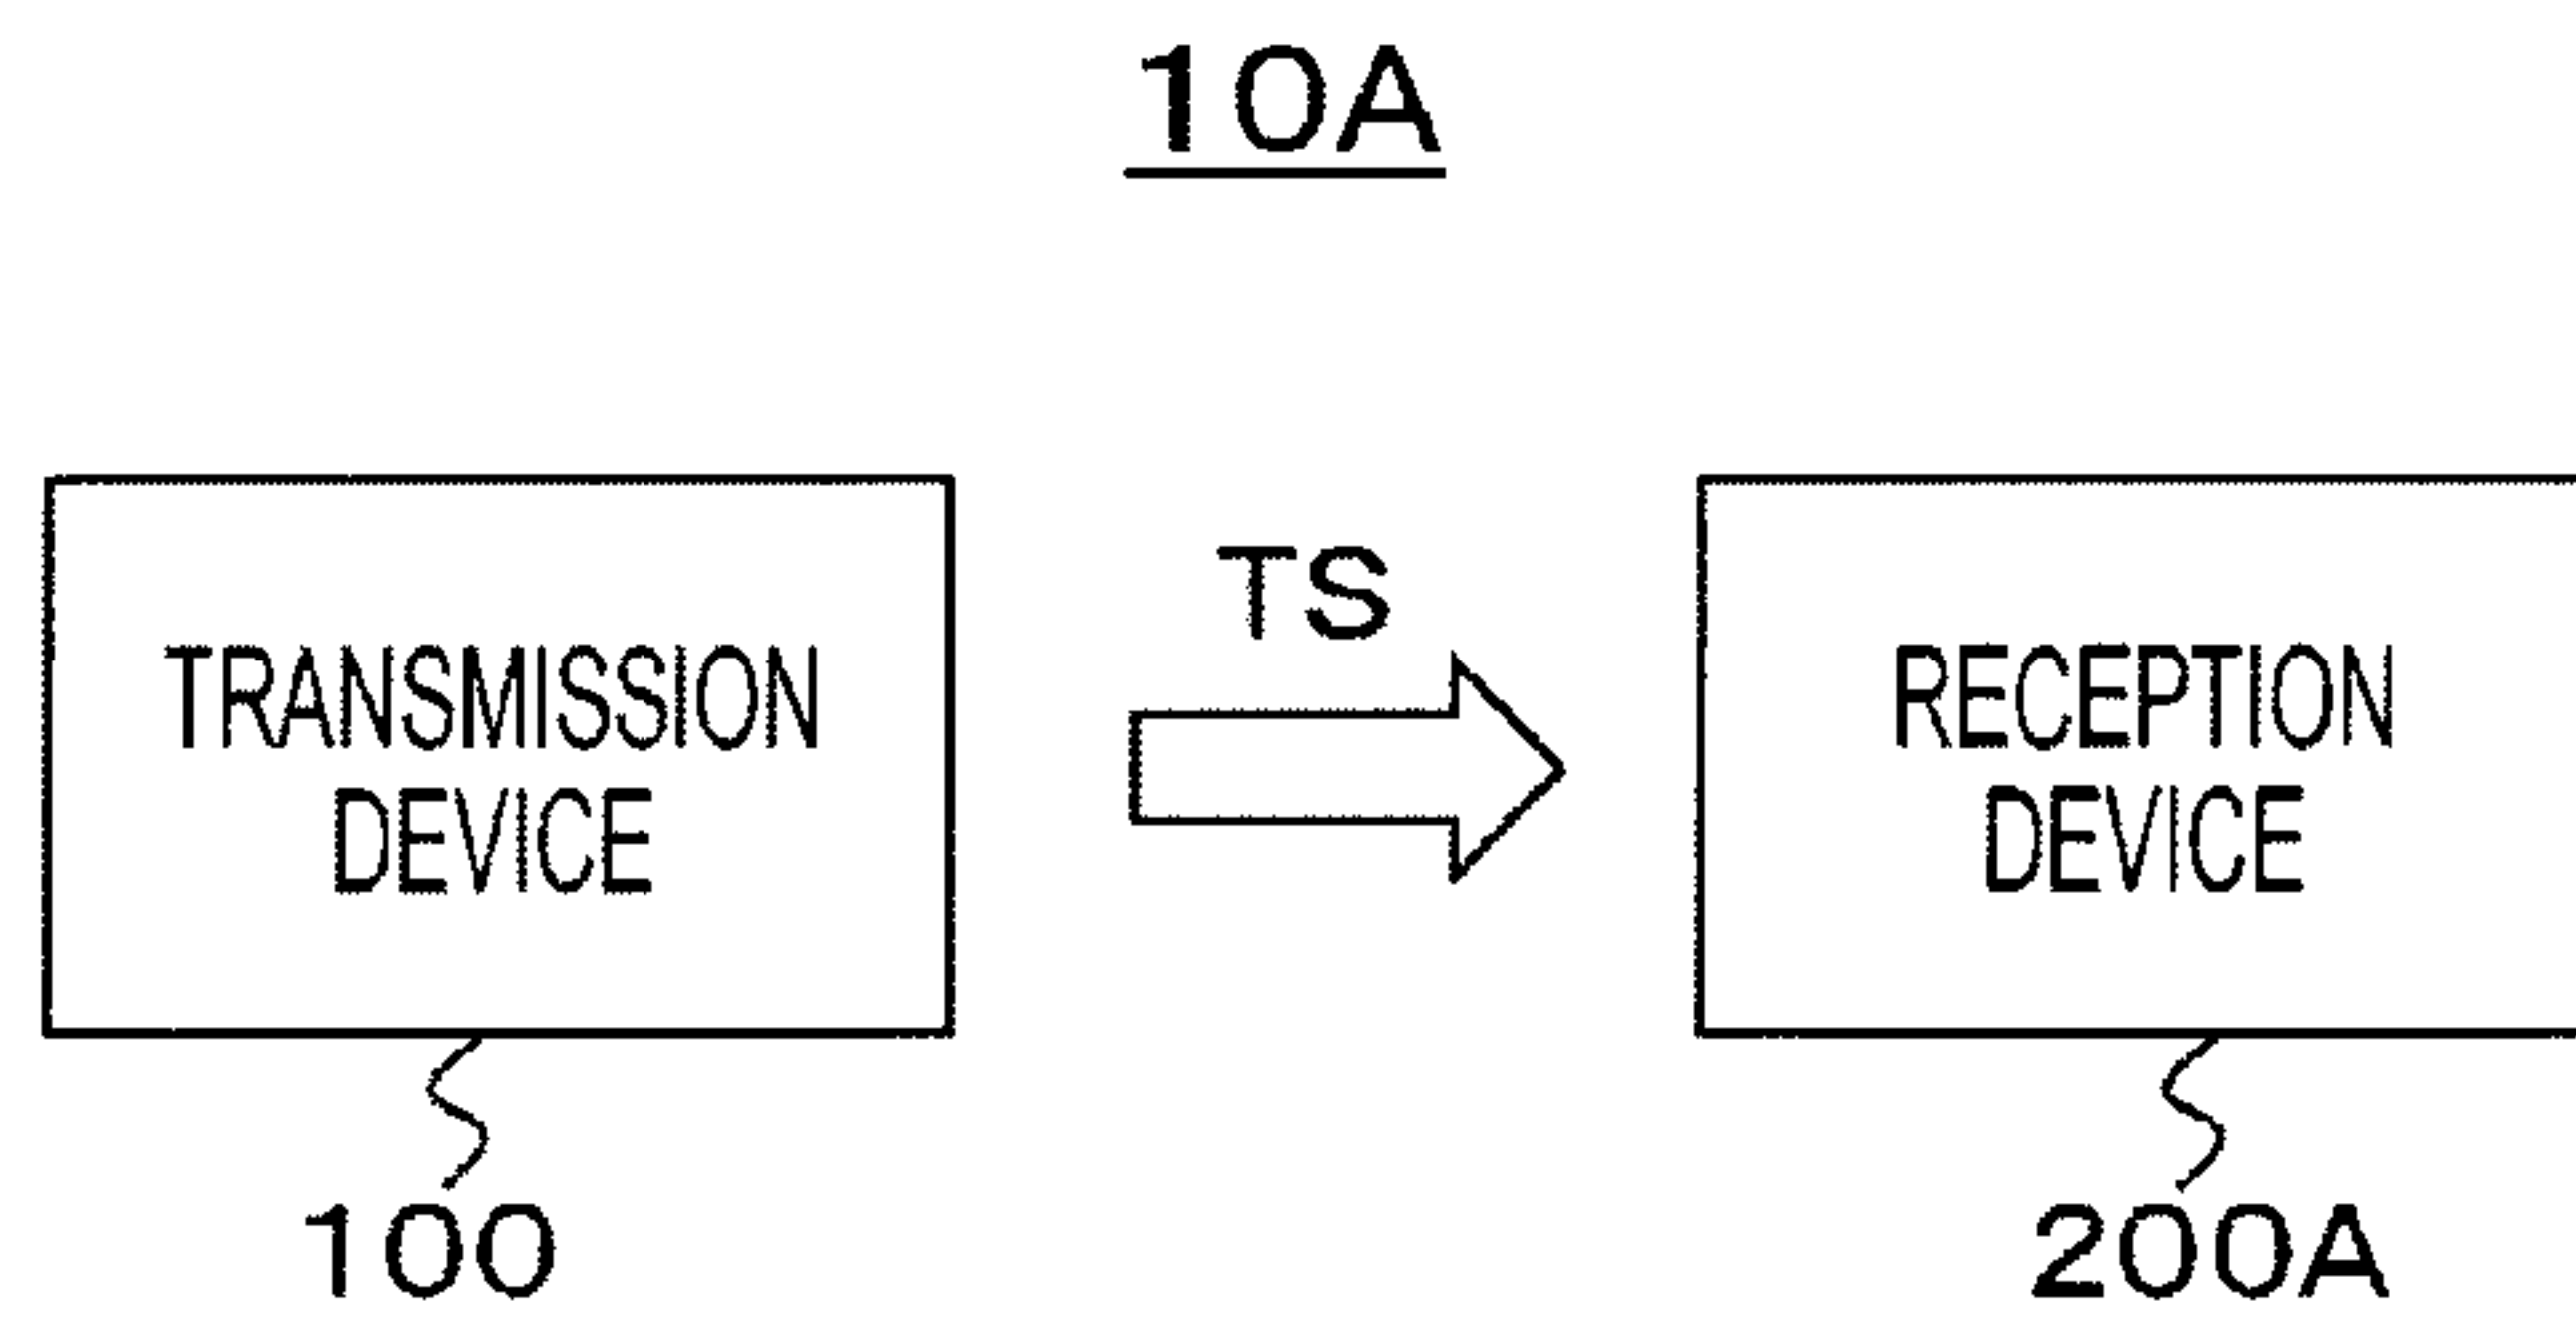 10A
TRANSMISSION
DEVICE
TS
RECEPTION
DEVICE
100
200A